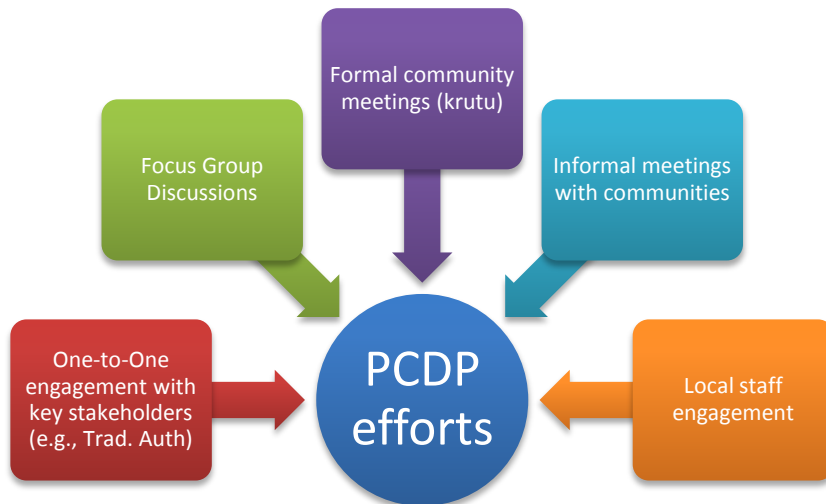 Formal community
meetings (krutu)
Focus Group
Discussions
Informal meetings
with communities
One-to-One
engagement with
key stakeholders
(e.g., Trad. Auth)
PCDP
efforts
Local staff
engagement